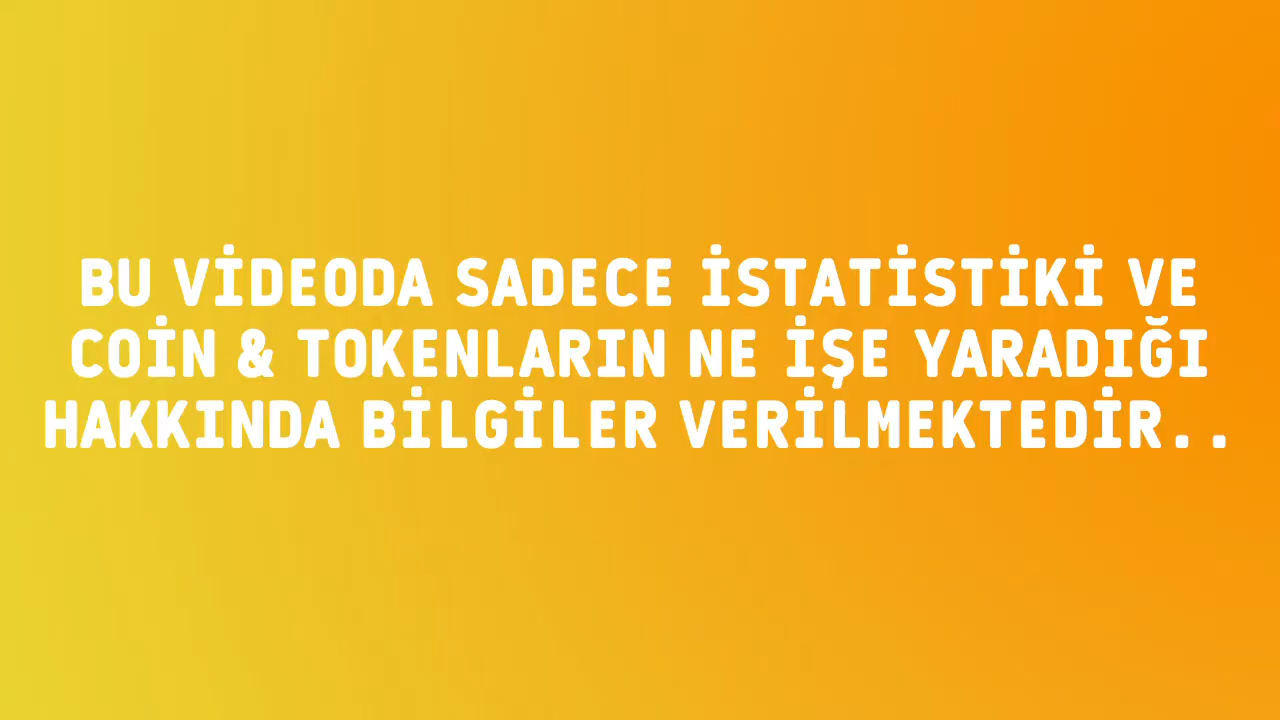 BU VİDEODA SADECE İSTATİSTİKİ VE
COİN & TOKENLARIN NE İŞE YARADIĞI
HAKKINDA BİLGİLER VERİLMEKTEDİR..